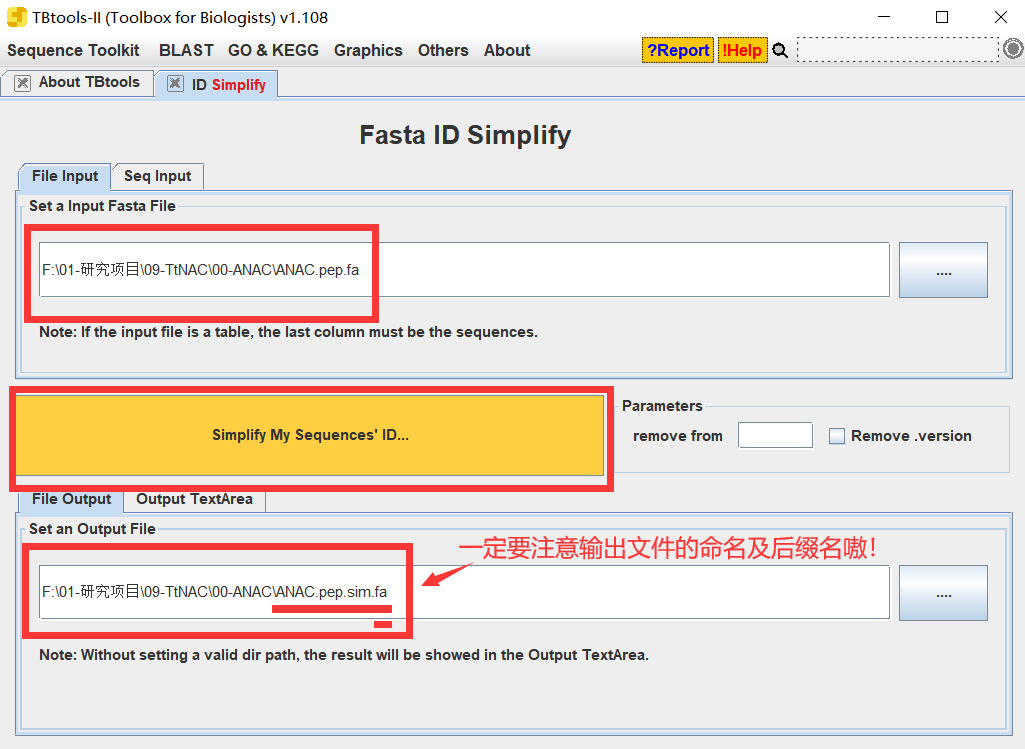 TBtools-II (Toolbox for Biologists) v1.108
Sequence Toolkit BLAST GO & KEGG Graphics Others About ?Report !Help
About TBtools ID Simplify
Fasta ID Simplify
File Input Seq Input
Set a Input Fasta File
F:\01-研究项目\09-TtNAC\00-ANAC\ANAC.pep.fa
....
Note: If the input file is a table, the last column must be the sequences.
Simplify My Sequences' ID...
Parameters
remove from Remove .version
File Output Output TextArea
Set an Output File
一定要注意输出文件的命名及后缀名嗷!
F:\01-研究项目\09-TtNAC\00-ANAC\ANAC.pep.sim.fa
....
Note: Without setting a valid dir path, the result will be showed in the Output TextArea.